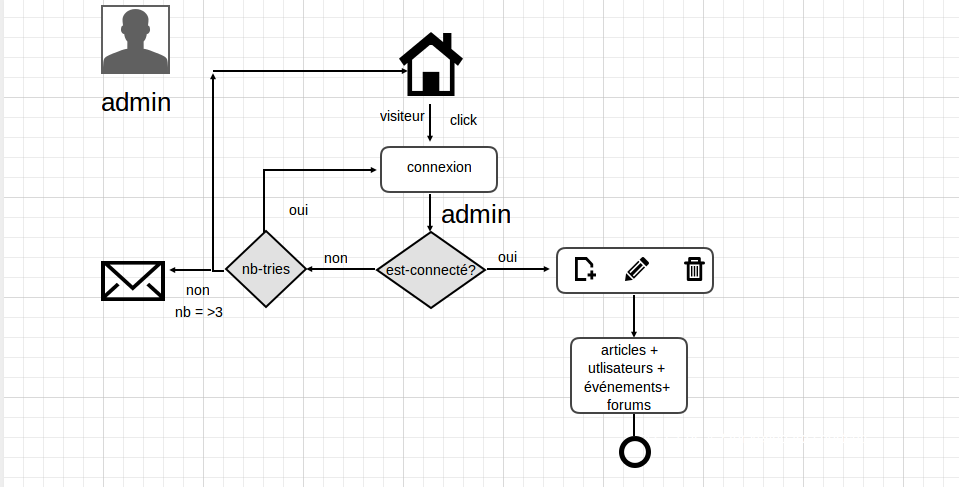 admin
visiteur
click
connexion
admin
oui
nb-tries
non
est-connecté?
oui
non
nb = >3
articles +
utlisateurs +
événements+
forums